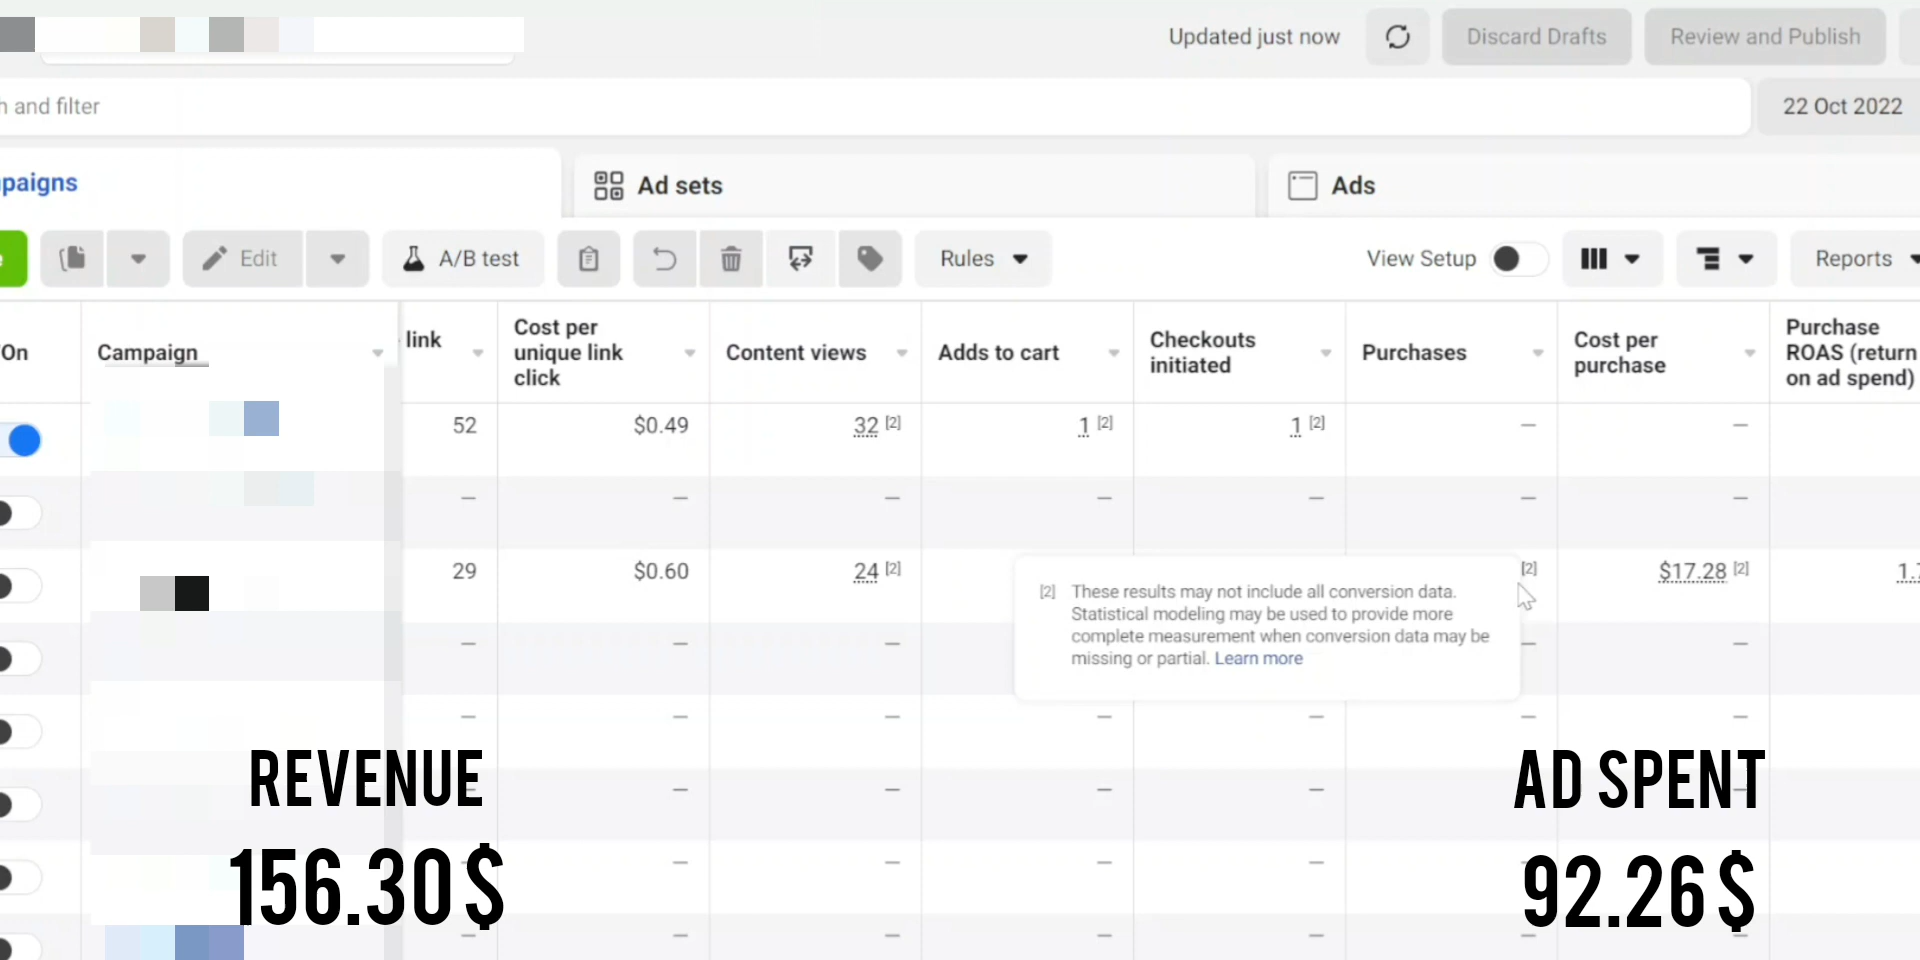 Updated just now
Discard Drafts
Review and Publish
and filter
22 Oct 2022
paigns
Ad sets
Ads
Edit
A/B test
Rules
View Setup
Reports
On
Campaign
link
Cost per
unique link
click
Content views
Adds to cart
Checkouts
initiated
Purchases
Cost per
purchase
Purchase
ROAS (return
on ad spend)
52 $0.49 32 [2] 1 [2] 1 [2] — —
— — — — — — —
29 $0.60 24 [2] [2] $17.28 [2] 1.
[2] These results may not include all conversion data.
Statistical modeling may be used to provide more
complete measurement when conversion data may be
missing or partial. Learn more
— — — — —
— — — — — — —
REVENUE
AD SPENT
— — — — —
156.30$
92.26$
— — — —
— — — —